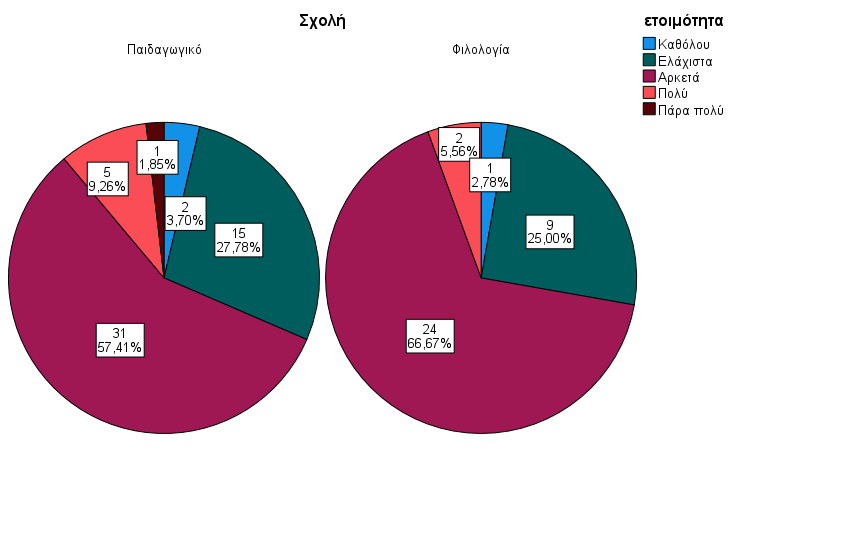 Σχολή
Παιδαγωγικό
Φιλολογία
ετοιμότητα
Καθόλου
Ελάχιστα
Αρκετά
Πολύ
Πάρα πολύ
1
1,85%
5
9,26%
2
3,70%
15
27,78%
31
57,41%
2
5,56%
1
2,78%
9
25,00%
24
66,67%